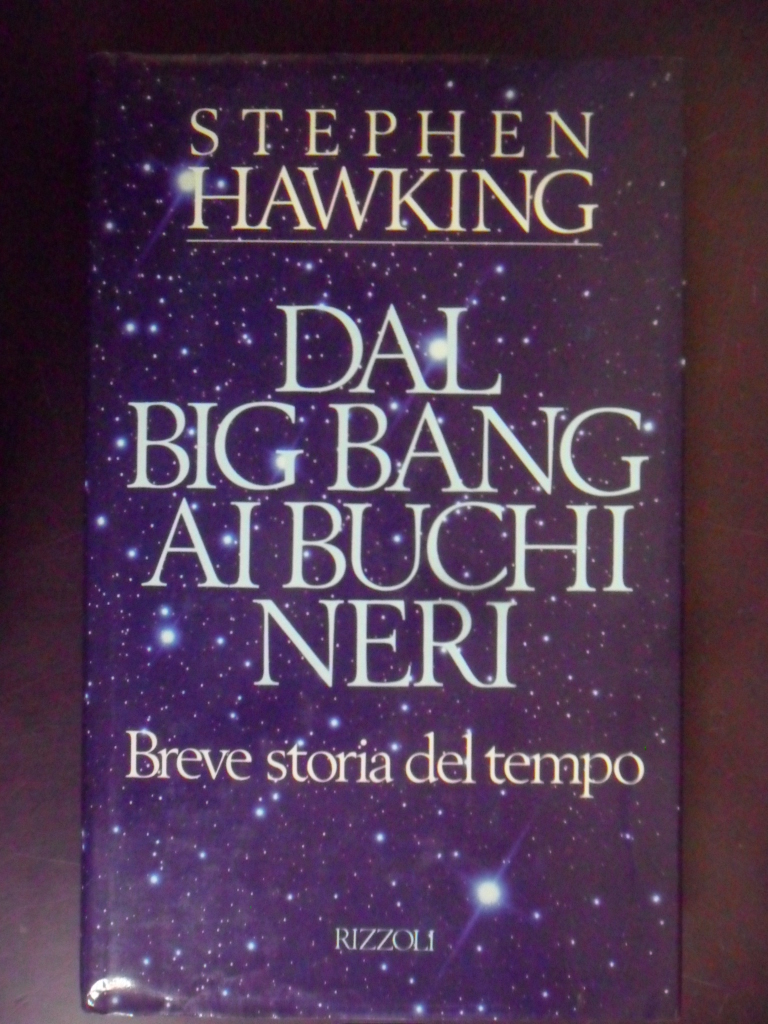 STEPHEN
HAWKING
DAL
BIG BANG
AI BUCHI
NERI
Breve storia del tempo
RIZZOLI